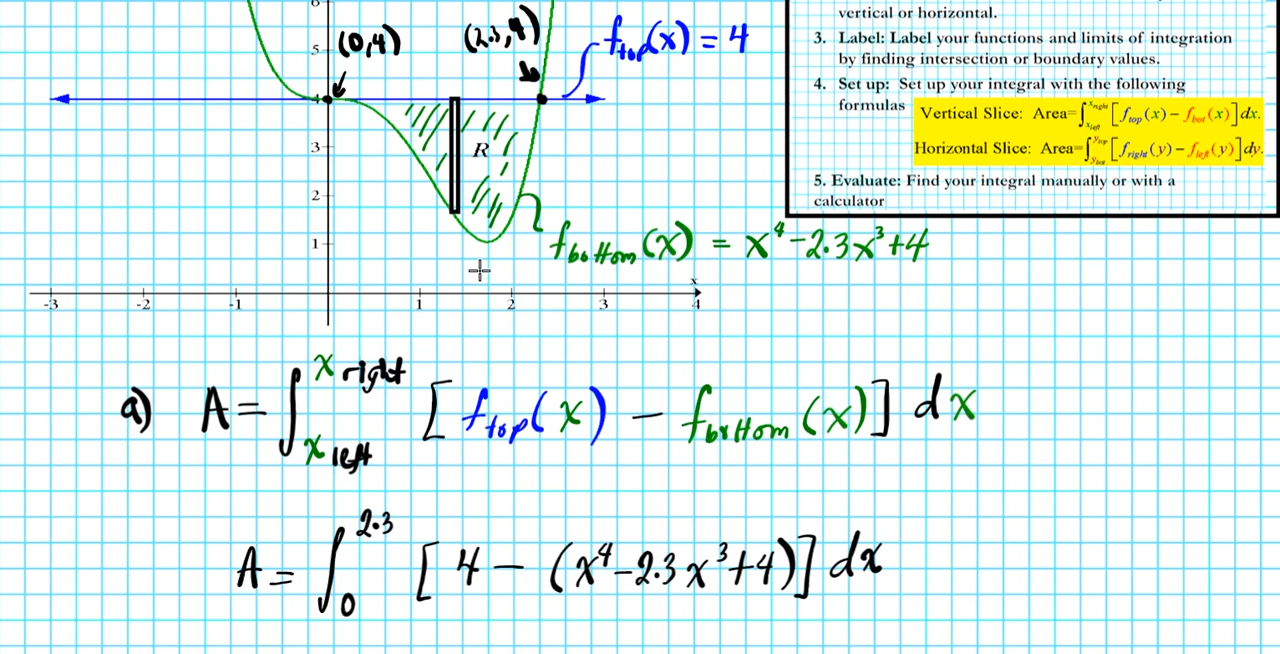 6
5
4
3
2
1
-3 -2 -1 1 2 3 4
x
(0,4)
(2.3,4)
f_top(x) = 4
R
f_bottom(x) = x⁴-2.3x³+4
vertical or horizontal.
3. Label: Label your functions and limits of integration
by finding intersection or boundary values.
4. Set up: Set up your integral with the following
formulas
Vertical Slice: Area=∫_{x_left}^{x_right} [f_top(x) − f_bot(x)]dx.
Horizontal Slice: Area=∫_{y_bot}^{y_top} [f_right(y) − f_left(y)]dy.
5. Evaluate: Find your integral manually or with a
calculator
a) A = ∫_{x left}^{x right} [f_top(x) − f_bottom(x)] dx
A = ∫_0^{2.3} [4 − (x⁴-2.3x³+4)] dx